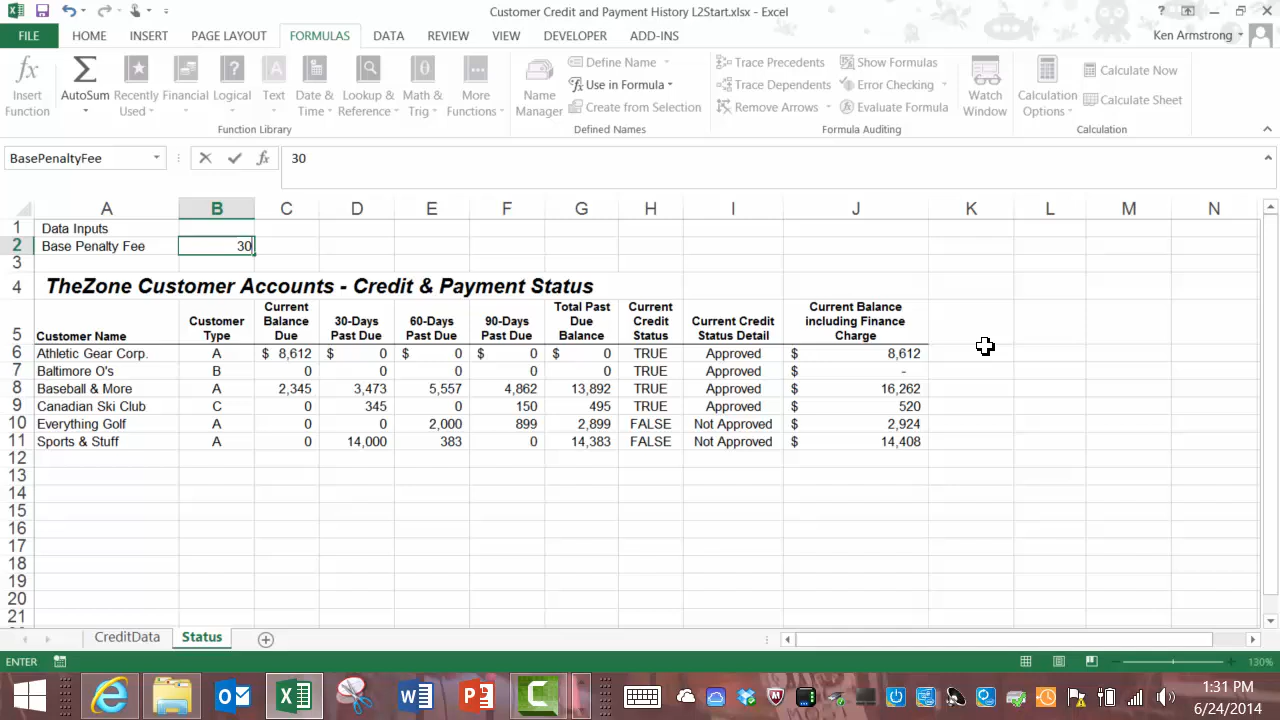 Customer Credit and Payment History L2Start.xlsx - Excel
?
FILE HOME INSERT PAGE LAYOUT FORMULAS DATA REVIEW VIEW DEVELOPER ADD-INS Ken Armstrong
fx Insert Function
Σ AutoSum
Recently Used
Financial
? Logical
A Text
Date & Time
Lookup & Reference
θ Math & Trig
More Functions
Function Library
Name Manager
Define Name
Use in Formula
Create from Selection
Defined Names
Trace Precedents
Trace Dependents
Remove Arrows
Show Formulas
Error Checking
Evaluate Formula
Formula Auditing
Watch Window
Calculation Options
Calculate Now
Calculate Sheet
Calculation
BasePenaltyFee fx 30
A B C D E F G H I J K L M N
1 Data Inputs
2 Base Penalty Fee 30
3
4 TheZone Customer Accounts - Credit & Payment Status
5 Customer Name Customer Type Current Balance Due 30-Days Past Due 60-Days Past Due 90-Days Past Due Total Past Due Balance Current Credit Status Current Credit Status Detail Current Balance including Finance Charge
6 Athletic Gear Corp. A $ 8,612 $ 0 $ 0 $ 0 $ 0 TRUE Approved $ 8,612
7 Baltimore O's B 0 0 0 0 0 TRUE Approved $ -
8 Baseball & More A 2,345 3,473 5,557 4,862 13,892 TRUE Approved $ 16,262
9 Canadian Ski Club C 0 345 0 150 495 TRUE Approved $ 520
10 Everything Golf A 0 0 2,000 899 2,899 FALSE Not Approved $ 2,924
11 Sports & Stuff A 0 14,000 383 0 14,383 FALSE Not Approved $ 14,408
12
13
14
15
16
17
18
19
20
21
CreditData Status
ENTER 130%
1:31 PM
6/24/2014